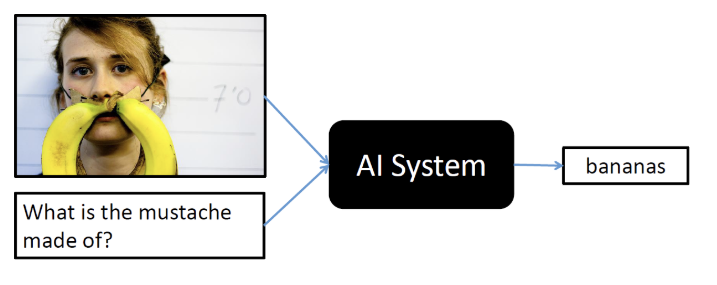 7'0
What is the mustache
made of?
AI System
bananas